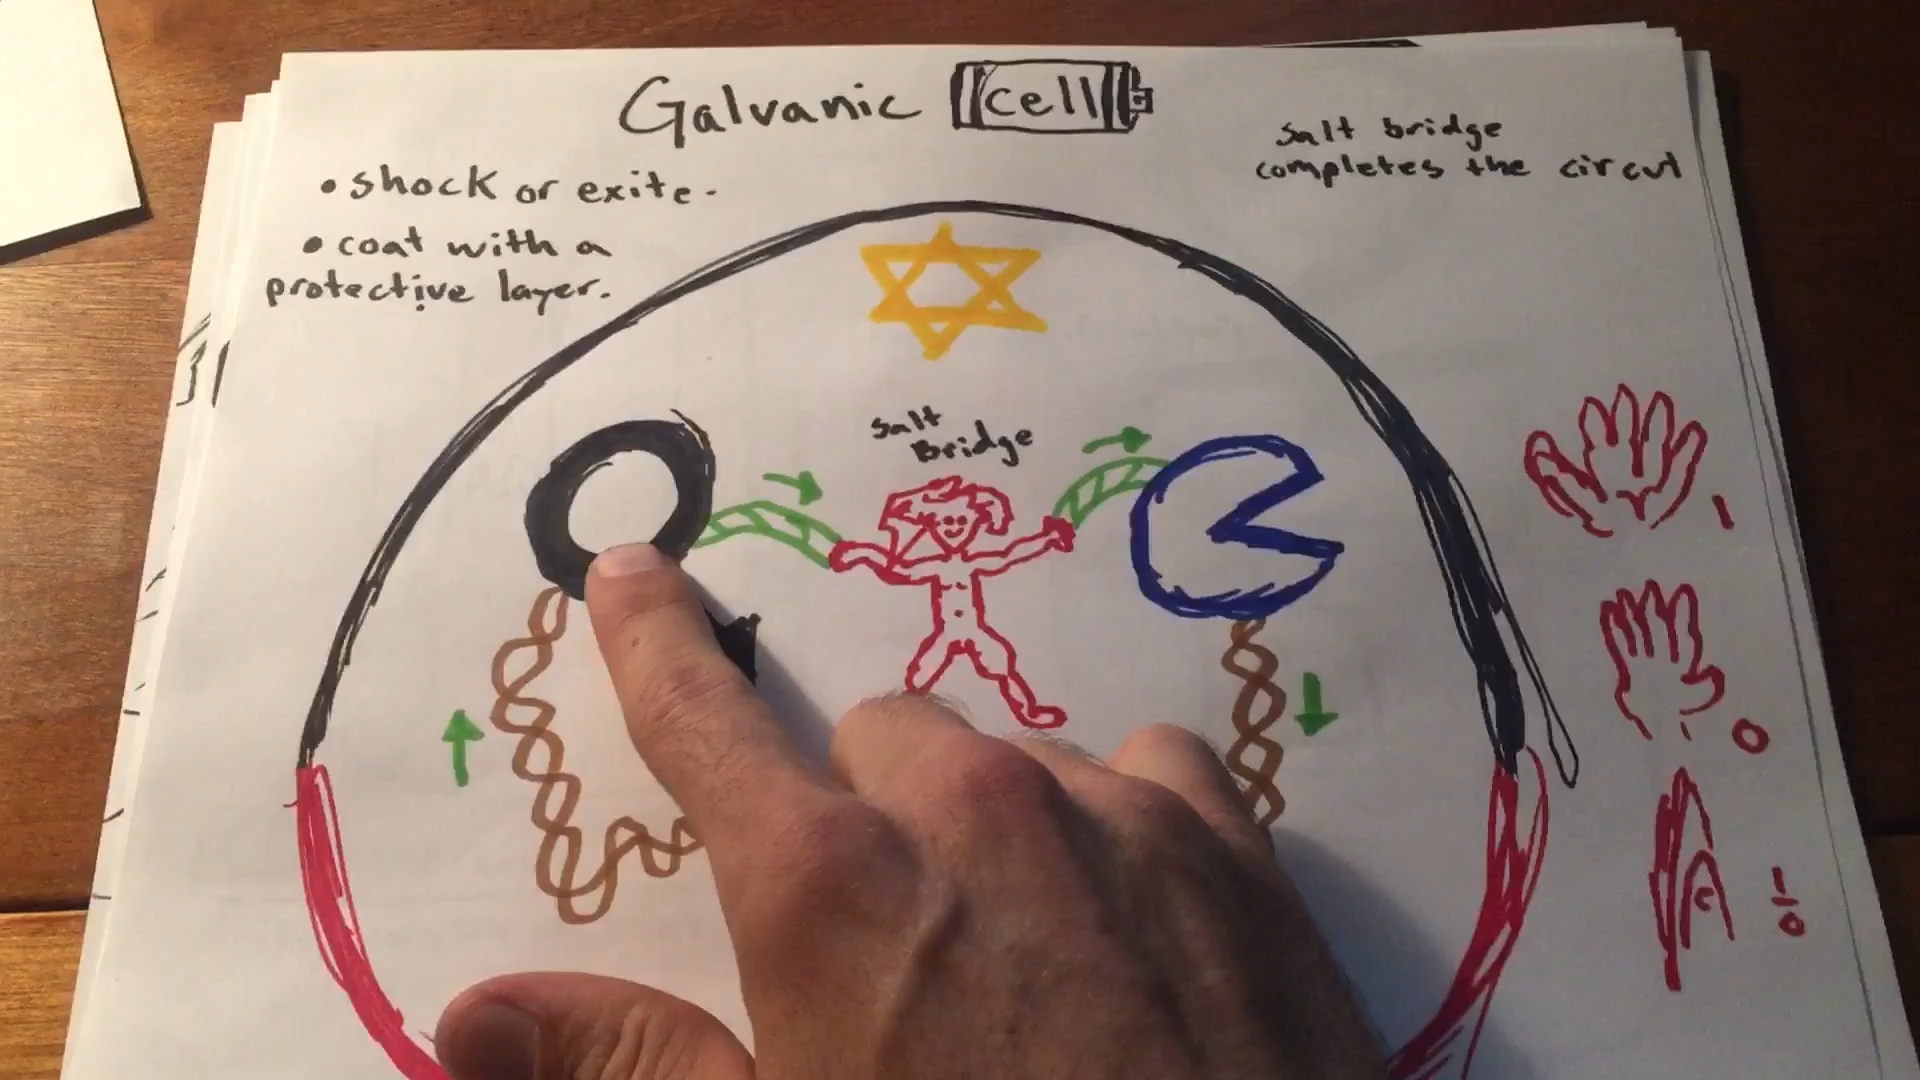 Galvanic cell
• shock or exite.
• coat with a
protective layer.
salt bridge
completes the circut
Salt
Bridge
1
0
1
0